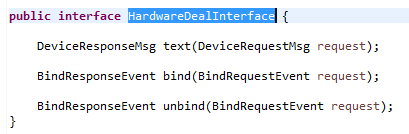 public interface HardwareDealInterface {
DeviceResponseMsg text(DeviceRequestMsg request);
BindResponseEvent bind(BindRequestEvent request);
BindResponseEvent unbind(BindRequestEvent request);
}